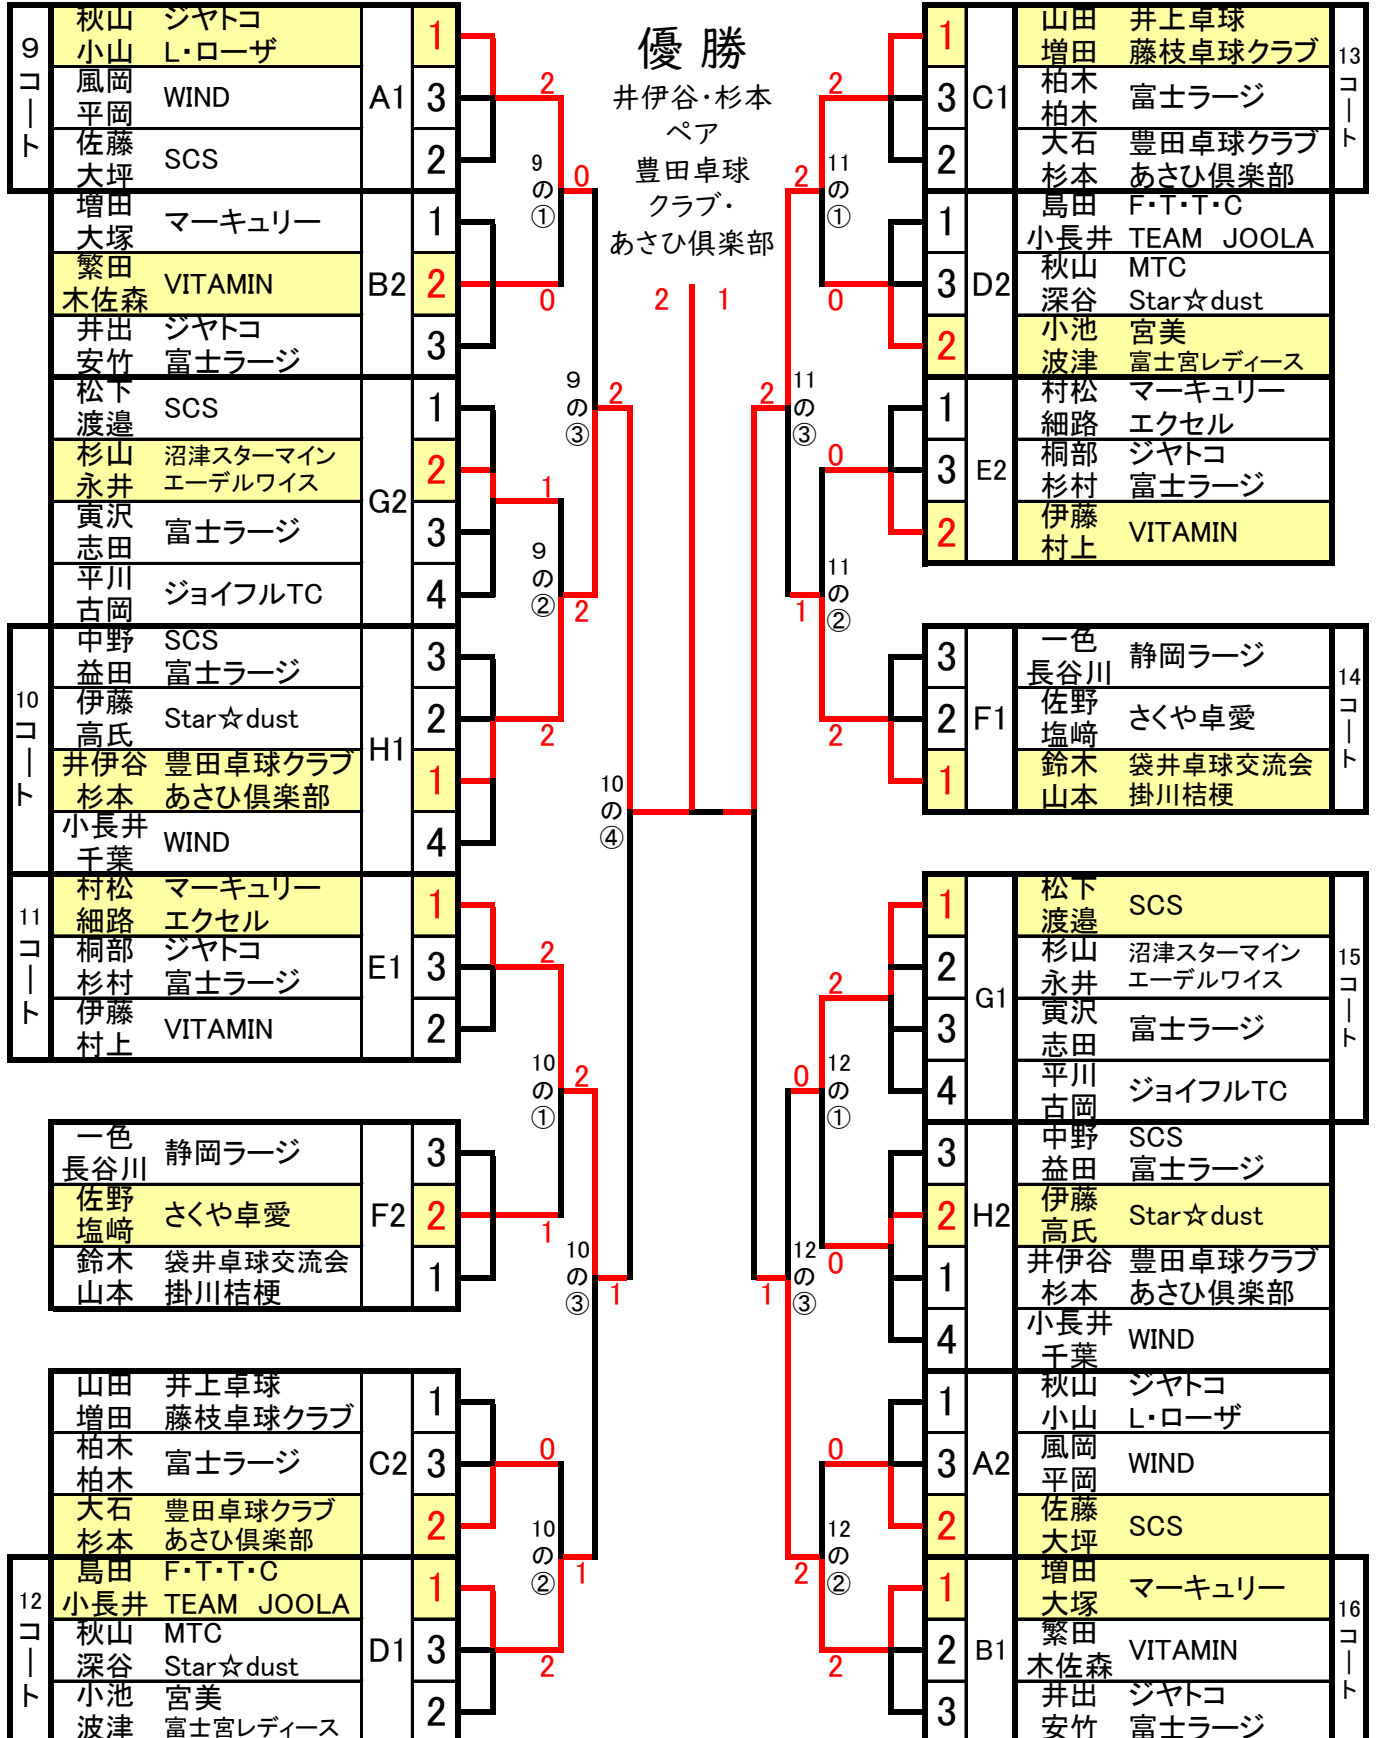 優 勝
井伊谷・杉本
ペア
豊田卓球
クラブ・
あさひ倶楽部
2 1
9コート
A1
秋山 ジヤトコ
小山 L・ローザ
1
風岡
平岡
WIND
3
佐藤
大坪
SCS
2
B2
増田
大塚
マーキュリー
1
繁田
木佐森
VITAMIN
2
井出 ジヤトコ
安竹 富士ラージ
3
G2
松下
渡邉
SCS
1
杉山 沼津スターマイン
永井 エーデルワイス
2
寅沢
志田
富士ラージ
3
平川
古岡
ジョイフルTC
4
10コート
H1
中野 SCS
益田 富士ラージ
3
伊藤
高氏
Star☆dust
2
井伊谷 豊田卓球クラブ
杉本 あさひ倶楽部
1
小長井
千葉
WIND
4
11コート
E1
村松 マーキュリー
細路 エクセル
1
桐部 ジヤトコ
杉村 富士ラージ
3
伊藤
村上
VITAMIN
2
F2
一色
長谷川
静岡ラージ
3
佐野
塩﨑
さくや卓愛
2
鈴木 袋井卓球交流会
山本 掛川桔梗
1
C2
山田 井上卓球
増田 藤枝卓球クラブ
1
柏木
柏木
富士ラージ
3
大石 豊田卓球クラブ
杉本 あさひ倶楽部
2
12コート
D1
島田 F・T・T・C
小長井 TEAM JOOLA
1
秋山 MTC
深谷 Star☆dust
3
小池 宮美
波津 富士宮レディース
2
2
9の①
0
0
9の③
2
1
9の②
2
2
10の④
2
10の①
2
1
10の③
1
0
10の②
1
2
13コート
C1
1
山田 井上卓球
増田 藤枝卓球クラブ
3
柏木
柏木
富士ラージ
2
大石 豊田卓球クラブ
杉本 あさひ倶楽部
D2
1
島田 F・T・T・C
小長井 TEAM JOOLA
3
秋山 MTC
深谷 Star☆dust
2
小池 宮美
波津 富士宮レディース
E2
1
村松 マーキュリー
細路 エクセル
3
桐部 ジヤトコ
杉村 富士ラージ
2
伊藤
村上
VITAMIN
14コート
F1
3
一色
長谷川
静岡ラージ
2
佐野
塩﨑
さくや卓愛
1
鈴木 袋井卓球交流会
山本 掛川桔梗
15コート
G1
1
松下
渡邉
SCS
2
杉山 沼津スターマイン
永井 エーデルワイス
3
寅沢
志田
富士ラージ
4
平川
古岡
ジョイフルTC
H2
3
中野 SCS
益田 富士ラージ
2
伊藤
高氏
Star☆dust
1
井伊谷 豊田卓球クラブ
杉本 あさひ倶楽部
4
小長井
千葉
WIND
A2
1
秋山 ジヤトコ
小山 L・ローザ
3
風岡
平岡
WIND
2
佐藤
大坪
SCS
16コート
B1
1
増田
大塚
マーキュリー
2
繁田
木佐森
VITAMIN
3
井出 ジヤトコ
安竹 富士ラージ
2
2
11の①
0
2
11の③
0
1
11の②
2
2
0
12の①
0
1
12の③
0
2
12の②
2